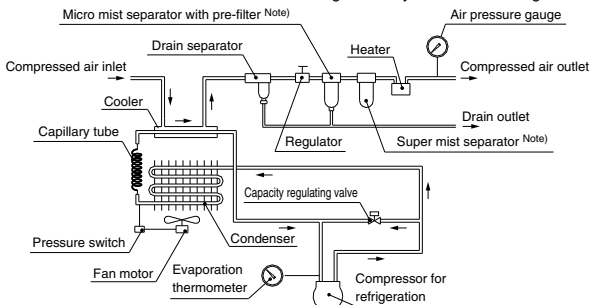 Micro mist separator with pre-filter Note)
Air pressure gauge
Drain separator
Heater
Compressed air inlet
Compressed air outlet
Cooler
Drain outlet
Capillary tube
Regulator
Super mist separator Note)
Capacity regulating valve
Pressure switch
Condenser
Fan motor
Evaporation
thermometer
Compressor for
refrigeration